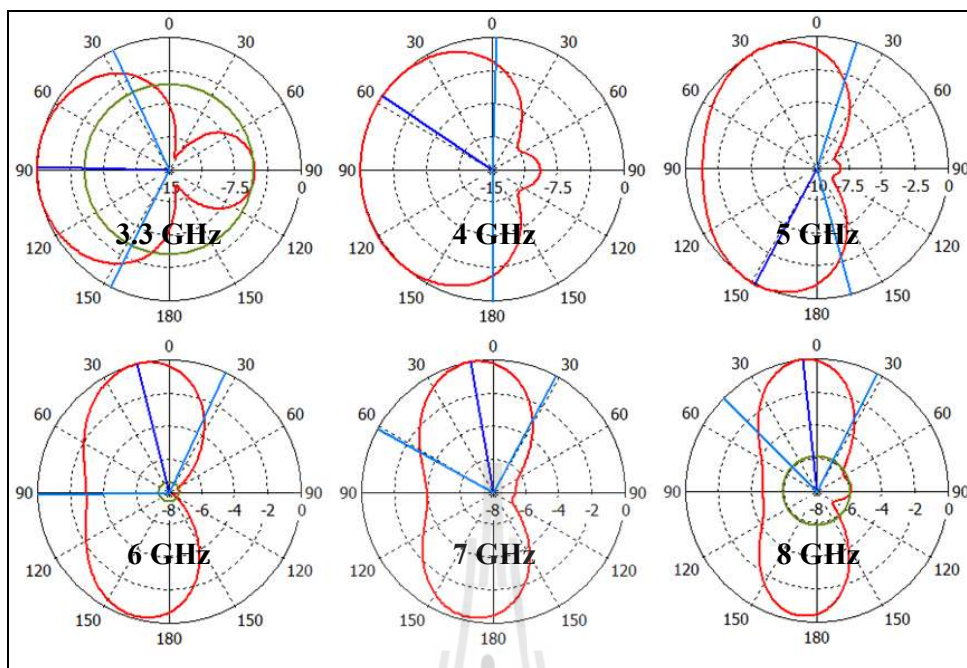 0 0 0
30 30 30 30 30 30
60 60 60 60 60 60
90 15 -7.5 0 90 90 15 -7.5 0 90 90 -10 -7.5 -5 -2.5 0 90
3.3 GHz 4 GHz 5 GHz
120 120 120 120 120 120
150 150 150 150 150 150
180 180 180
0 0 0
30 30 30 30 30 30
60 60 60 60 60 60
90 -8 -6 -4 -2 0 90 90 -8 -6 -4 -2 0 90 90 -8 -6 -4 -2 0 90
6 GHz 7 GHz 8 GHz
120 120 120 120 120 120
150 150 150 150 150 150
180 180 180